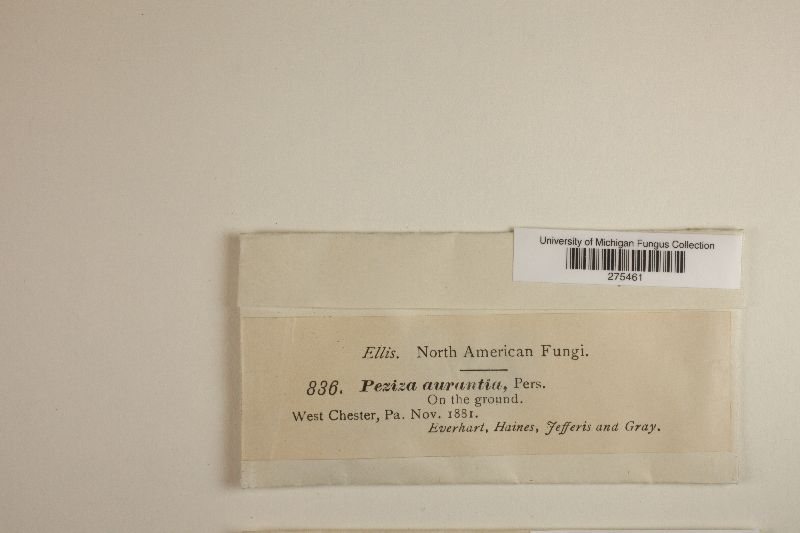 University of Michigan Fungus Collection
275461
Ellis. North American Fungi.
836. Peziza aurantia, Pers.
On the ground.
West Chester, Pa. Nov. 1881.
Everhart, Haines, Jefferis and Gray.